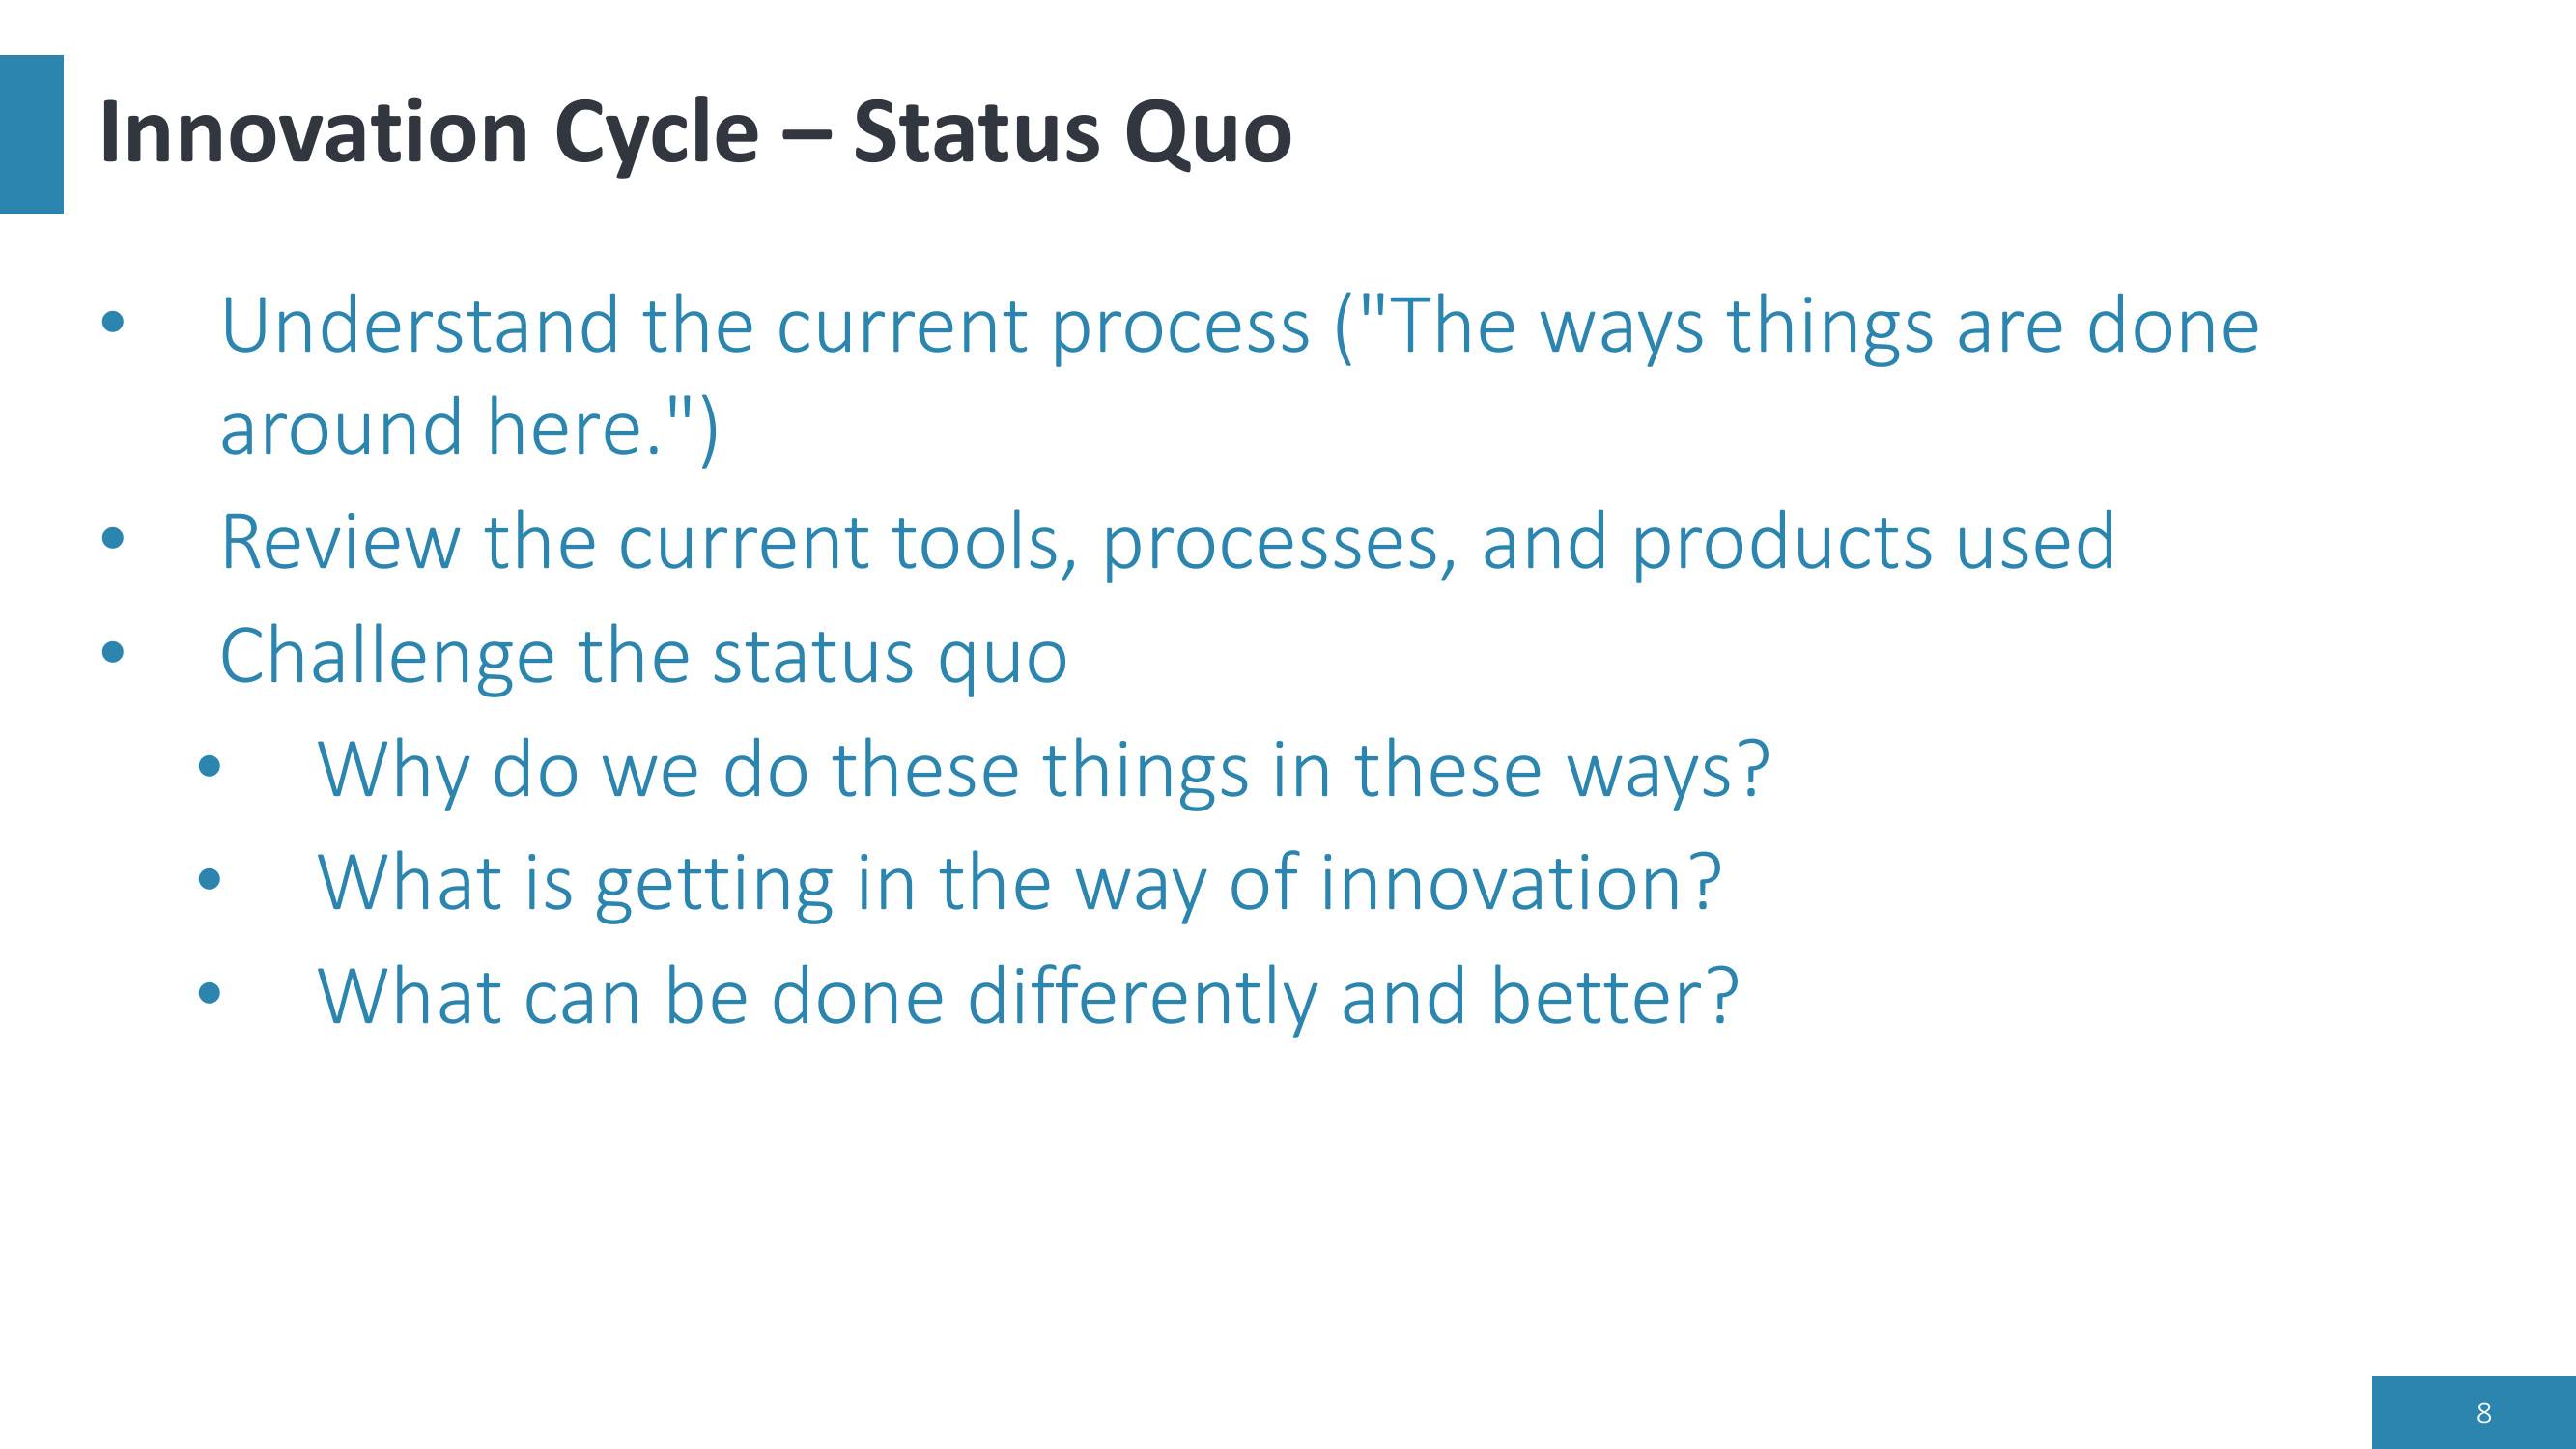 Innovation Cycle – Status Quo
• Understand the current process ("The ways things are done
around here.")
• Review the current tools, processes, and products used
• Challenge the status quo
• Why do we do these things in these ways?
• What is getting in the way of innovation?
• What can be done differently and better?
8